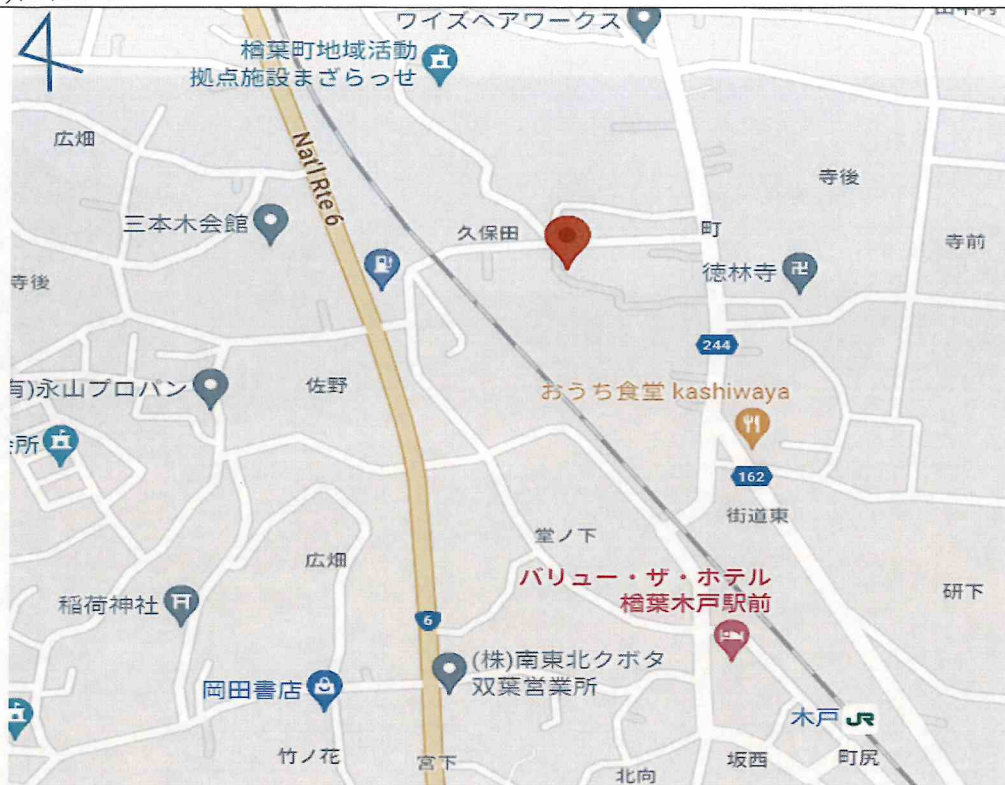 ワイズヘアワークス
楢葉町地域活動
拠点施設まざらっせ
広畑
Nat'l Rte 6
寺後
三本木会館
久保田
町
寺前
徳林寺
寺後
244
有)永山プロパン
佐野
おうち食堂 kashiwaya
所
162
街道東
堂ノ下
広畑
バリュー・ザ・ホテル
楢葉木戸駅前
研下
稲荷神社
6
(株)南東北クボタ
双葉営業所
岡田書店
木戸 JR
竹ノ花
宮下
坂西
町尻
北向